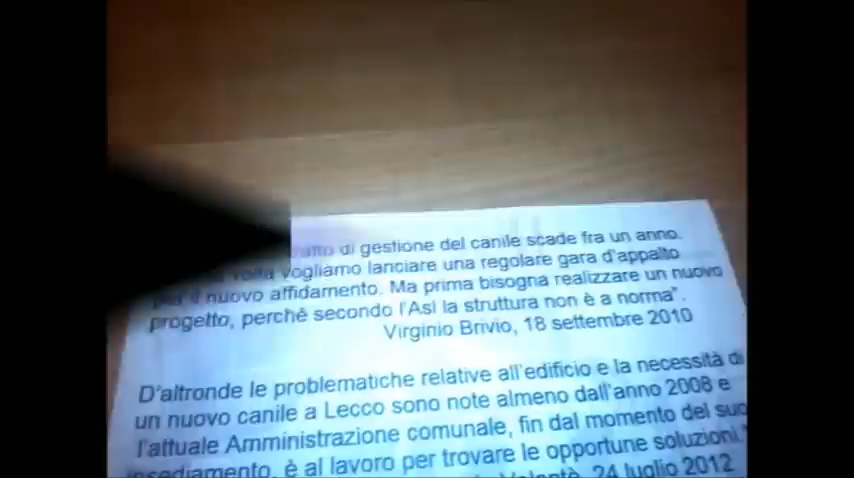 di gestione del canile scade fra un anno.
volta vogliamo lanciare una regolare gara d'appalto
il nuovo affidamento. Ma prima bisogna realizzare un nuovo
progetto, perché secondo l'Asl la struttura non è a norma".
Virginio Brivio, 18 settembre 2010
D'altronde le problematiche relative all'edificio e la necessità di
un nuovo canile a Lecco sono note almeno dall'anno 2008 e
l'attuale Amministrazione comunale, fin dal momento del suo
insediamento, è al lavoro per trovare le opportune soluzioni."
24 luglio 2012